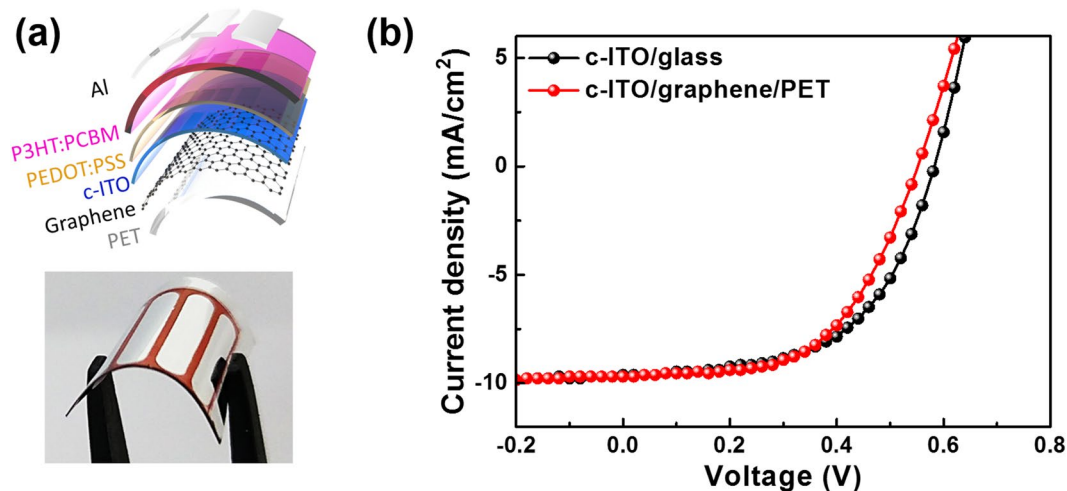 (a)
Al
P3HT:PCBM
PEDOT:PSS
c-ITO
Graphene
PET
(b)
c-ITO/glass
c-ITO/graphene/PET
Current density (mA/cm²)
5
0
-5
-10
-0.2 0.0 0.2 0.4 0.6 0.8
Voltage (V)